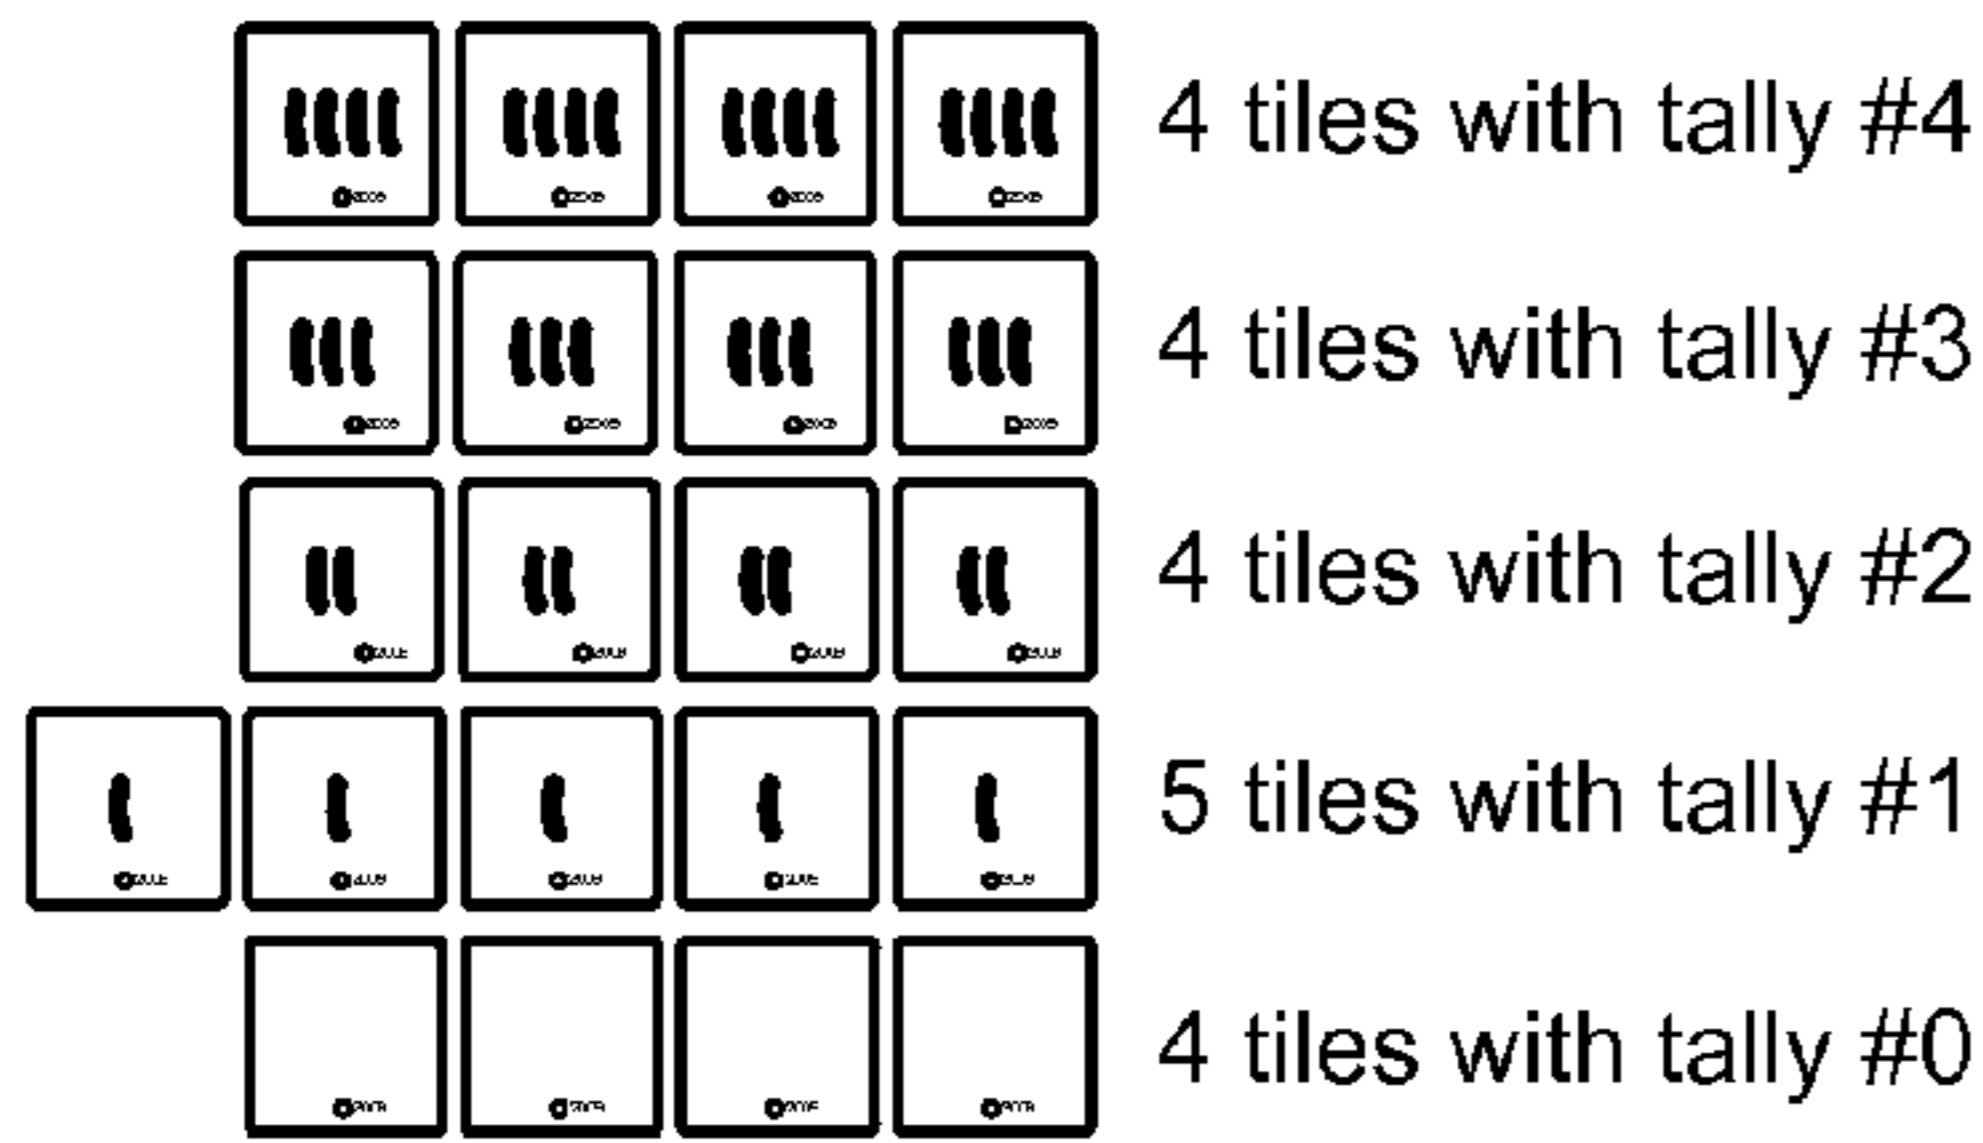 4 tiles with tally #4
4 tiles with tally #3
4 tiles with tally #2
5 tiles with tally #1
4 tiles with tally #0